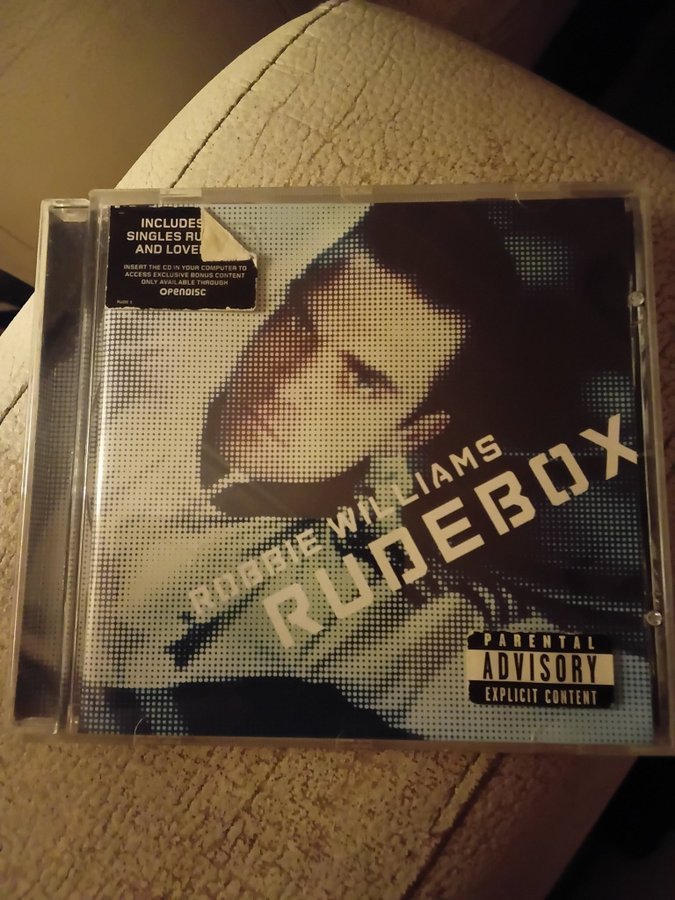 INCLUDES
SINGLES RU
AND LOVE
INSERT THE CD IN YOUR COMPUTER TO
ACCESS EXCLUSIVE BONUS CONTENT
ONLY AVAILABLE THROUGH
OPENDISC
ROBBIE WILLIAMS
RUDEBOX
PARENTAL
ADVISORY
EXPLICIT CONTENT